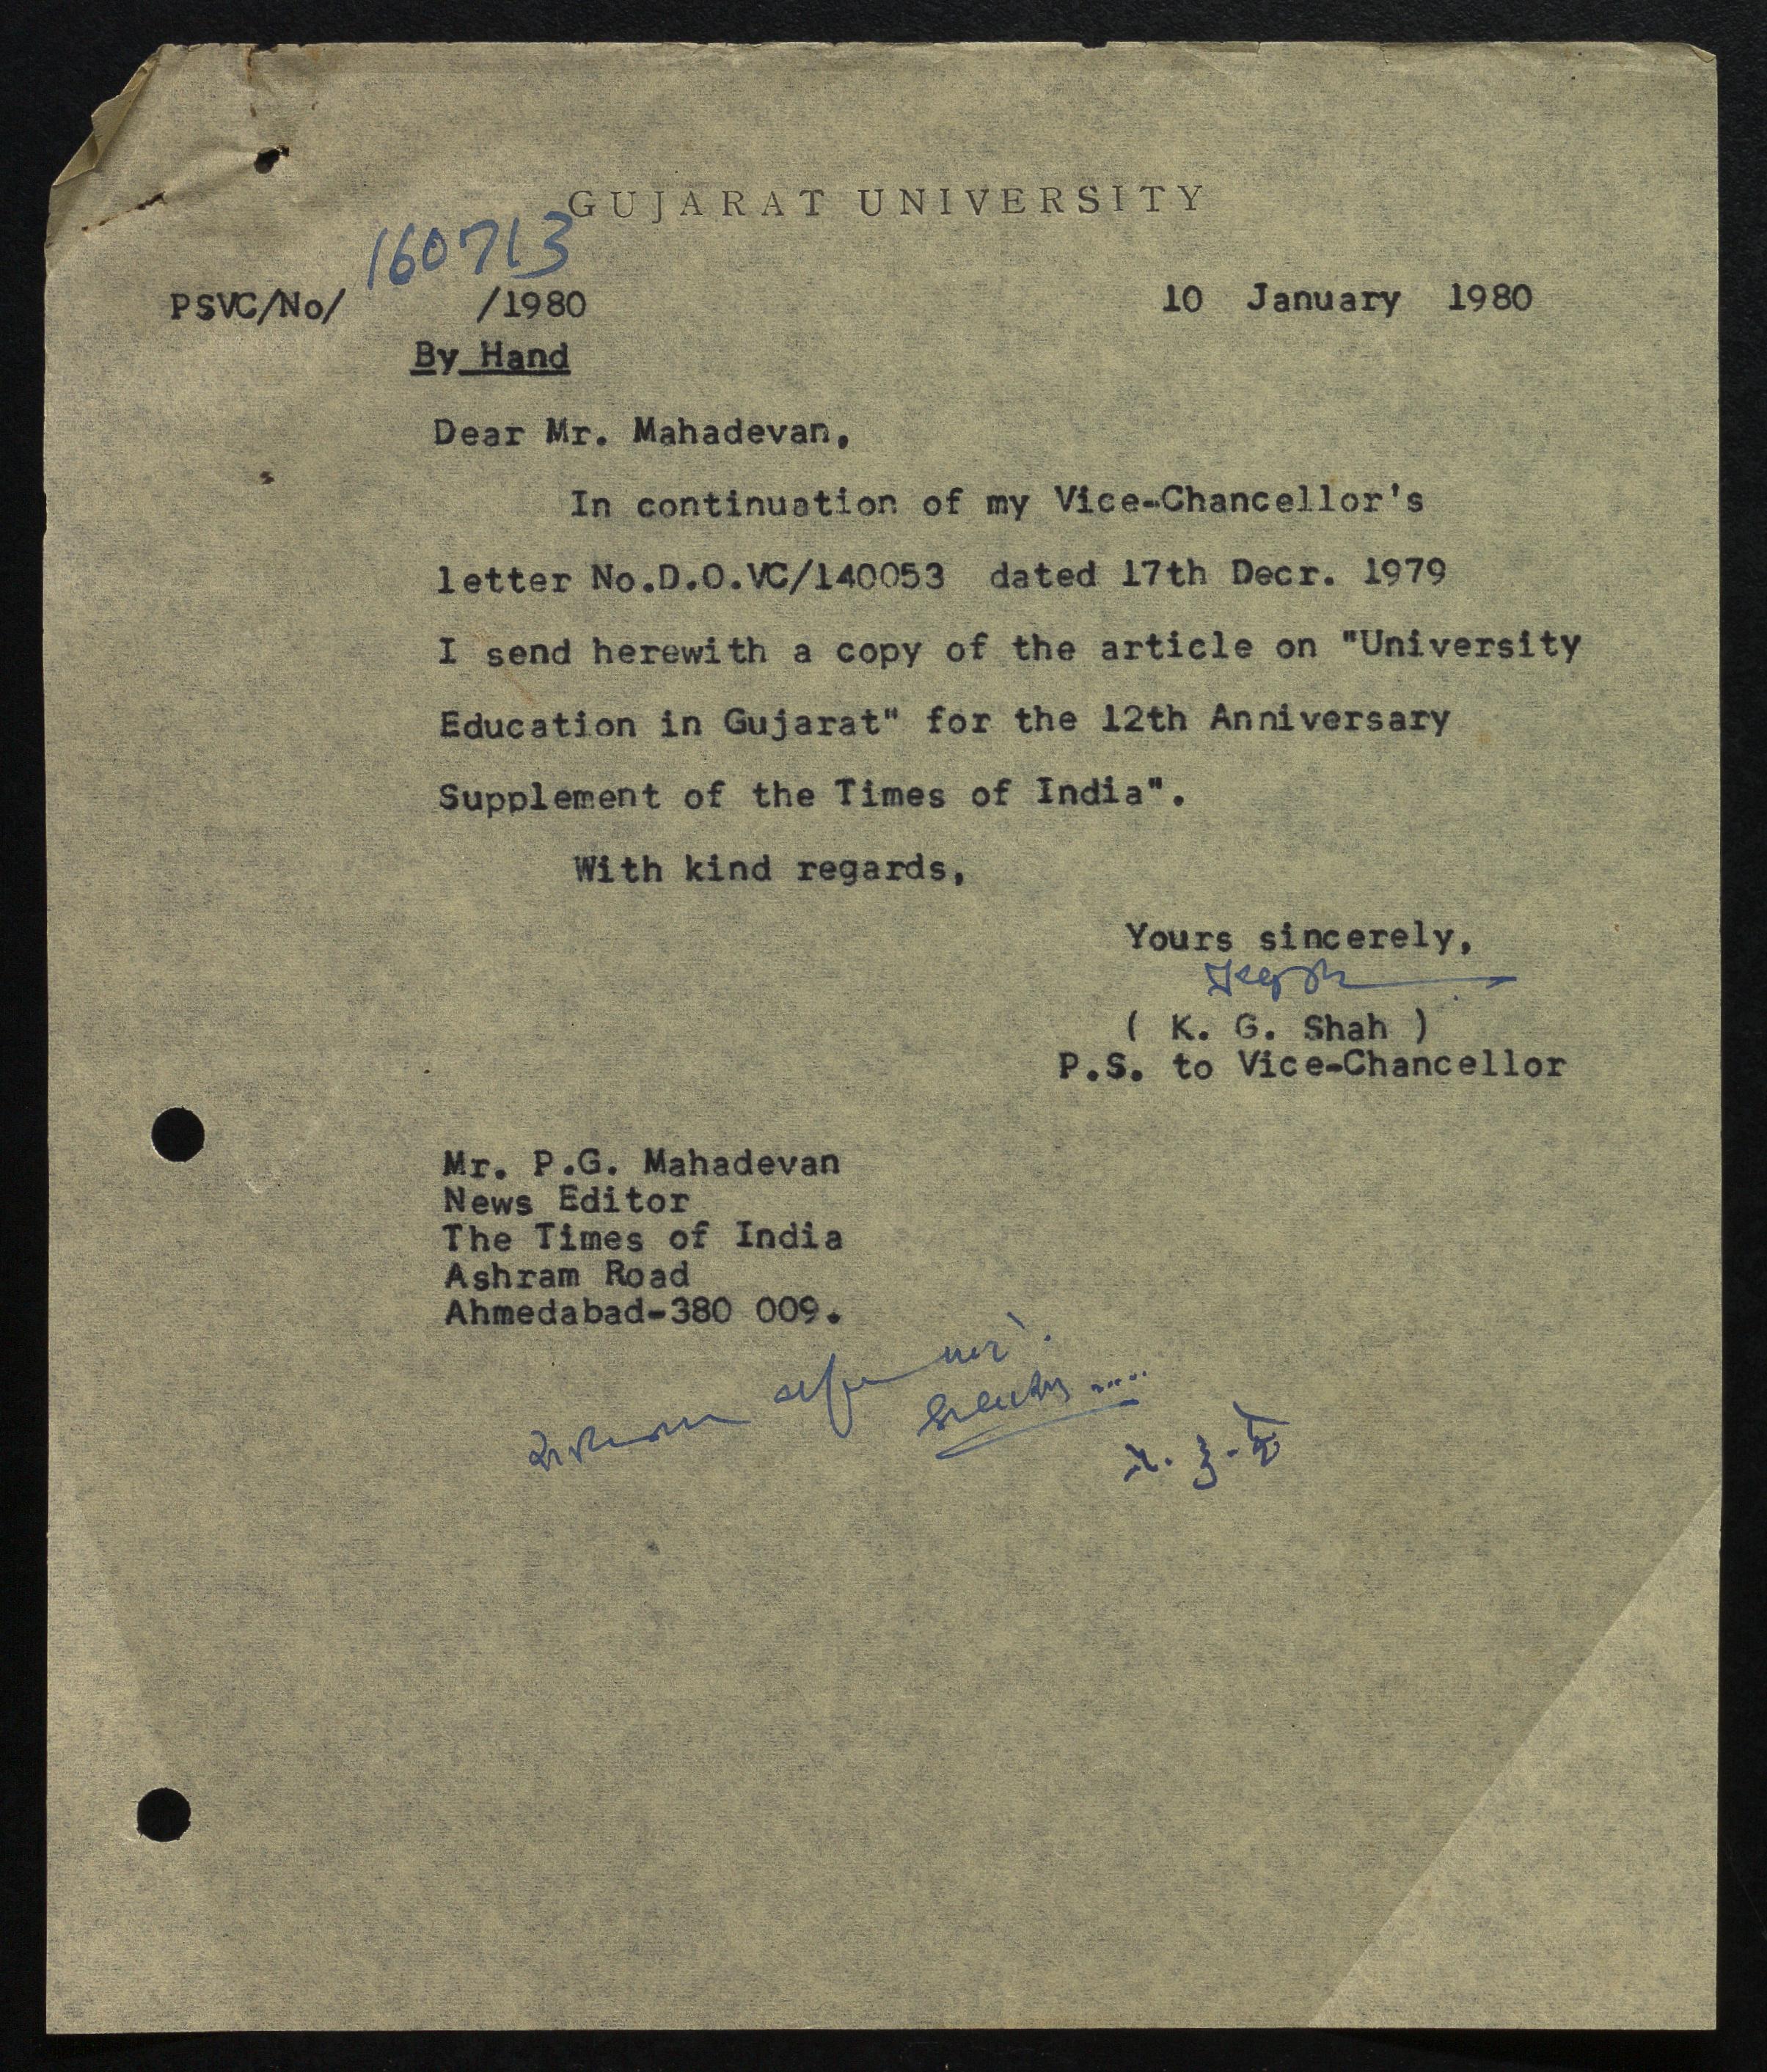 GUJARAT UNIVERSITY
160713
PSVC/No/ /1980 10 January 1980
By Hand
Dear Mr. Mahadevan,
In continuation of my Vice-Chancellor's
letter No.D.O.VC/140053 dated 17th Decr. 1979
I send herewith a copy of the article on "University
Education in Gujarat" for the 12th Anniversary
Supplement of the Times of India".
With kind regards,
Yours sincerely,
( K. G. Shah )
P.S. to Vice-Chancellor
Mr. P.G. Mahadevan
News Editor
The Times of India
Ashram Road
Ahmedabad-380 009.